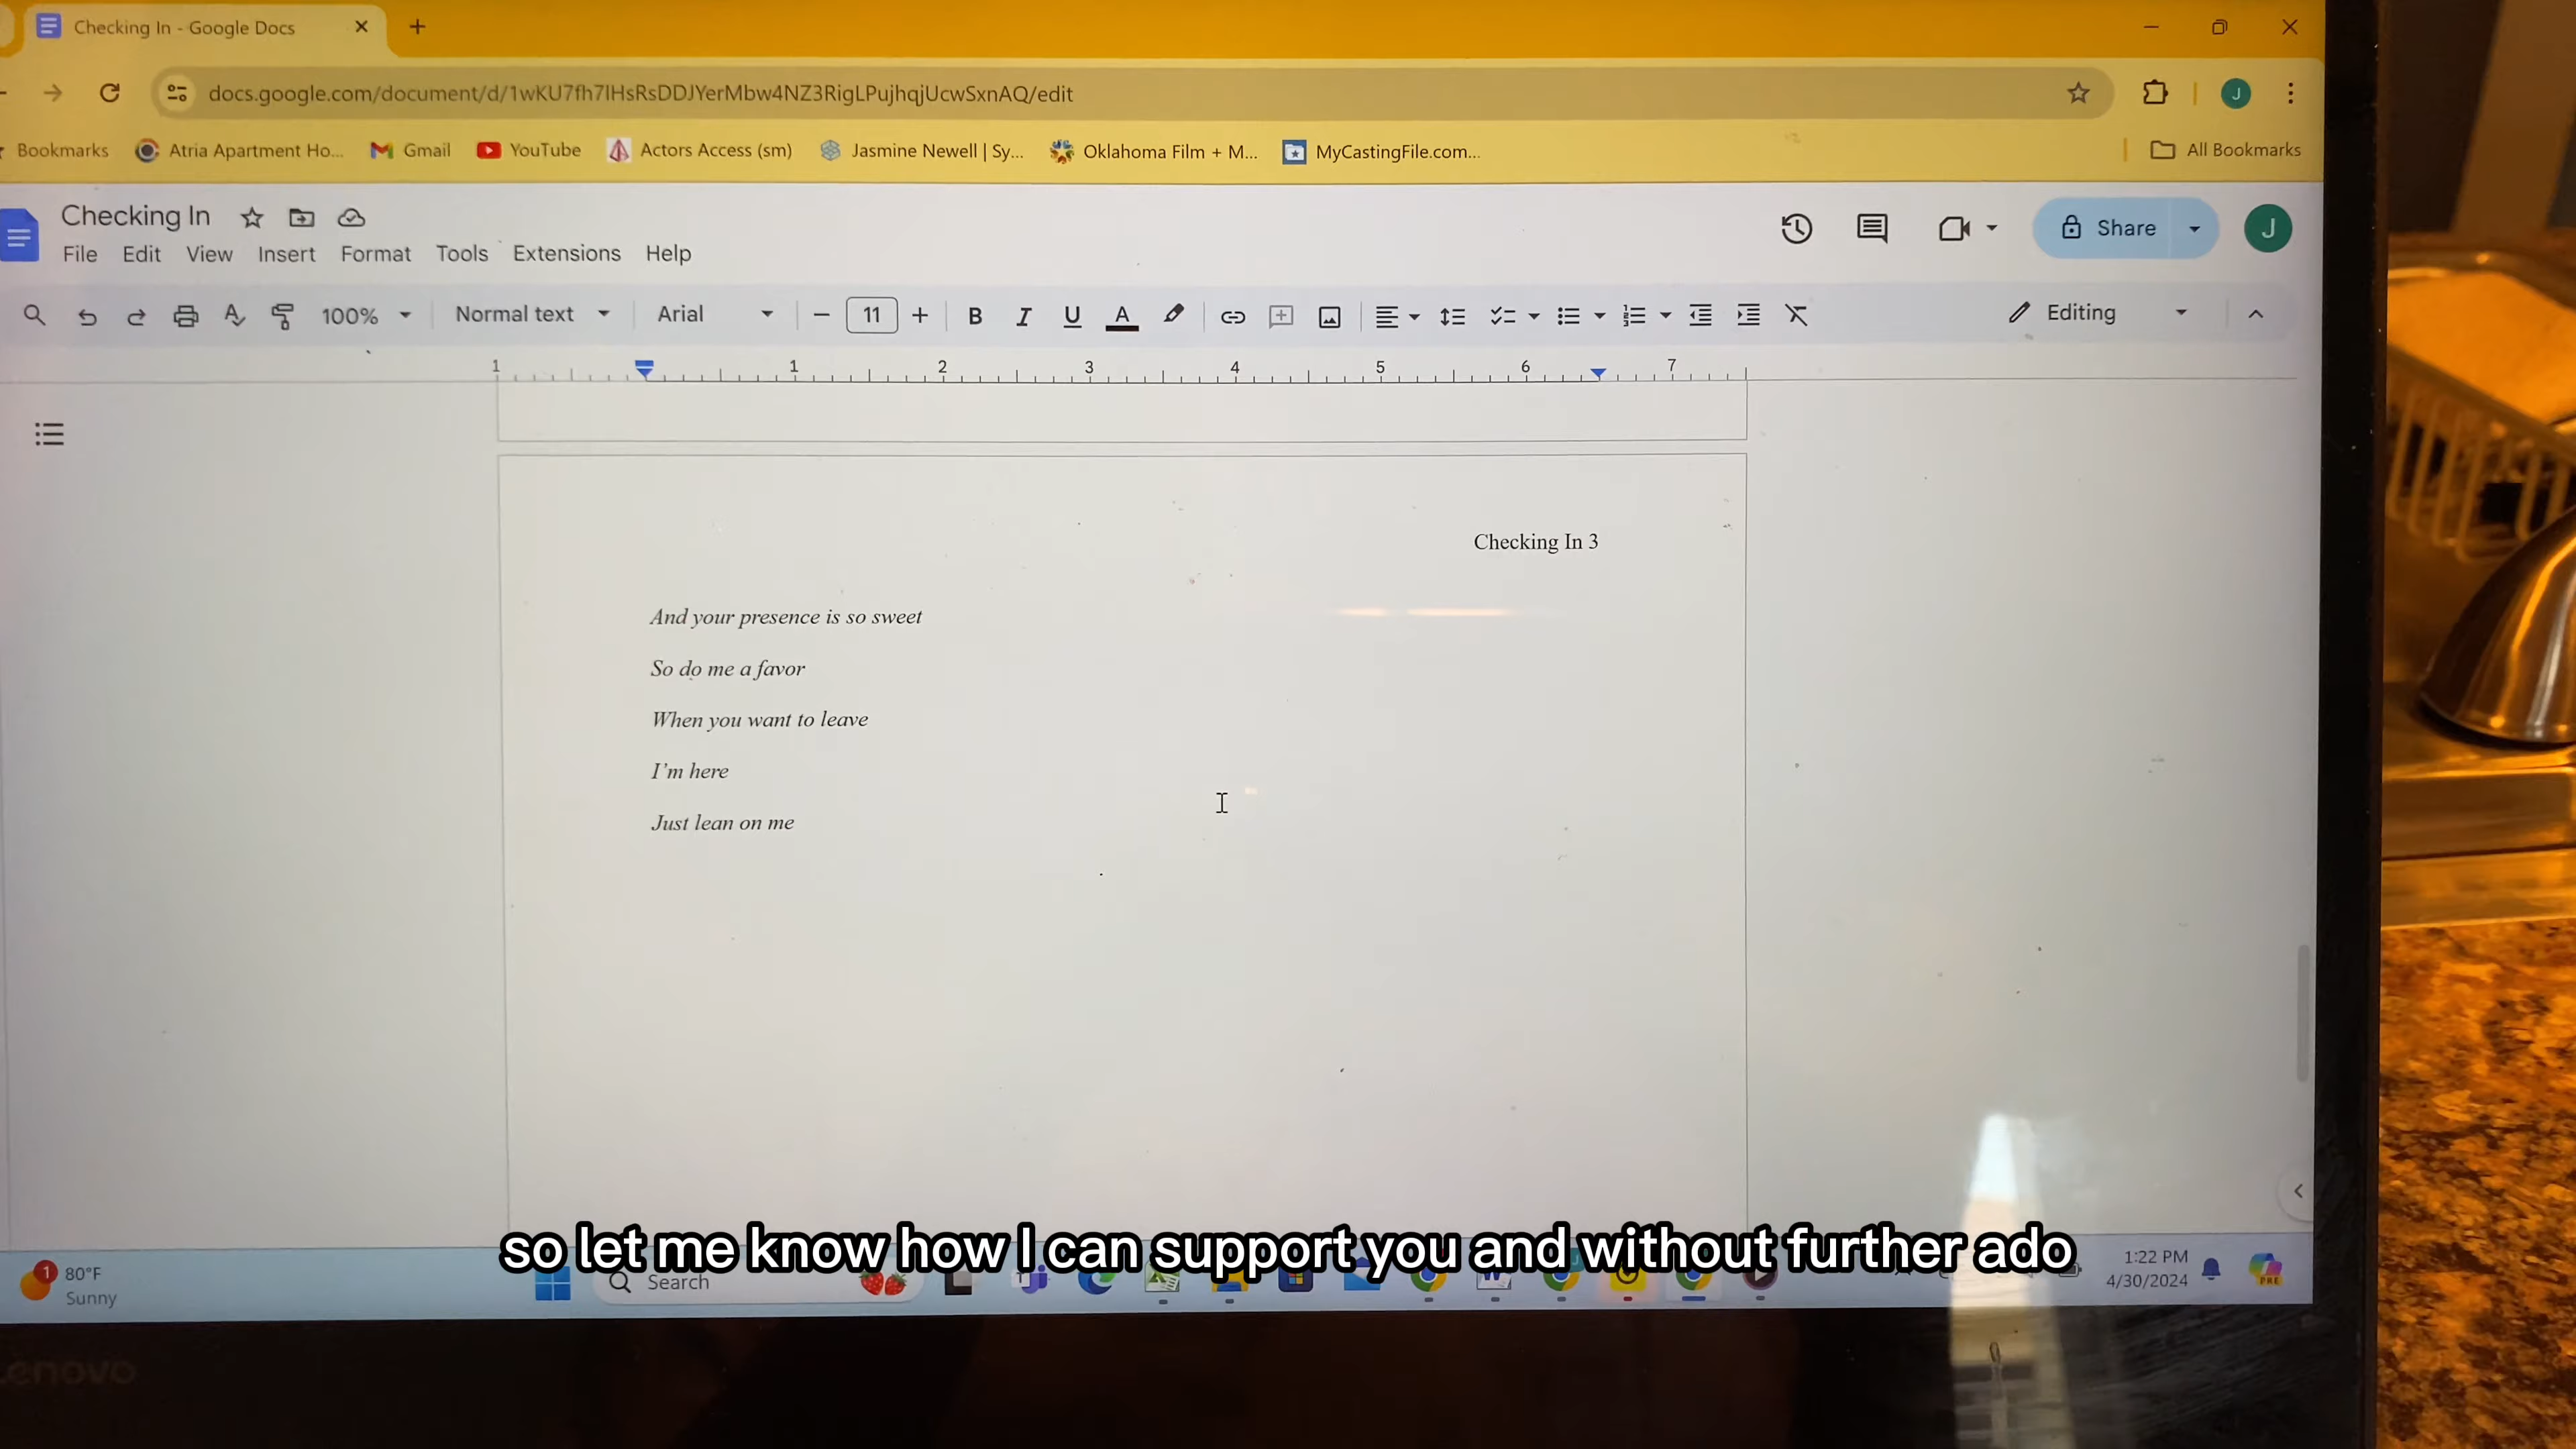 Checking In - Google Docs
docs.google.com/document/d/1wKU7fh7IHsRsDDJYerMbw4NZ3RigLPujhqjUcwSxnAQ/edit
Bookmarks Atria Apartment Ho... Gmail YouTube Actors Access (sm) Jasmine Newell | Sy... Oklahoma Film + M... MyCastingFile.com... All Bookmarks
Checking In
File Edit View Insert Format Tools Extensions Help
Share J
100% Normal text Arial 11 Editing
1 1 2 3 4 5 6 7
Checking In 3
And your presence is so sweet
So do me a favor
When you want to leave
I'm here
Just lean on me
so let me know how I can support you and without further ado
1 80°F
Sunny
Search
1:22 PM
4/30/2024
PRE
Lenovo